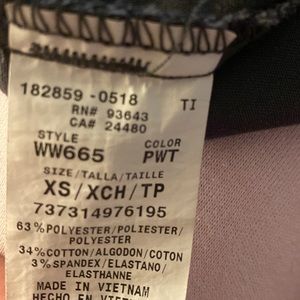 182859 -0518 TI
RN# 93643
CA# 24480
STYLE COLOR
WW665 PWT
SIZE/TALLA/TAILLE
XS/XCH/TP
737314976195
63%POLYESTER/POLIESTER/
POLYESTER
34%COTTON/ALGODON/COTON
3%SPANDEX/ELASTANO/
ELASTHANNE
MADE IN VIETNAM
HECHO EN VIETNAM